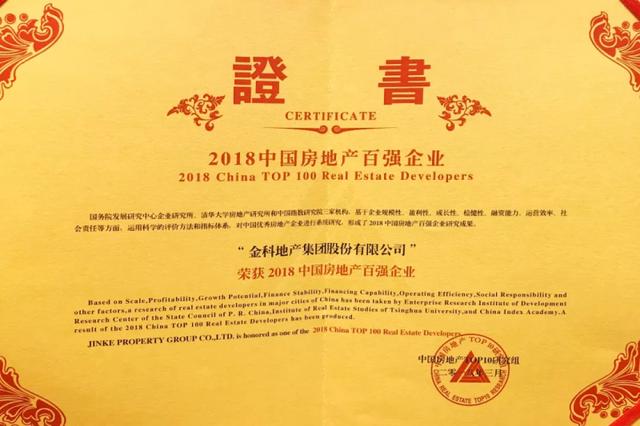 證書
CERTIFICATE
2018中国房地产百强企业
2018 China TOP 100 Real Estate Developers
国务院发展研究中心企业研究所、清华大学房地产研究所和中国指数研究院三家机构，基于企业规模性、盈利性、成长性、稳健性、融资能力、运营效率、社
会责任等方面，运用科学的评价方法和指标体系，对中国优秀房地产企业进行系统研究，形成了2018中国房地产百强企业研究成果。
“金科地产集团股份有限公司”
荣获2018中国房地产百强企业
Based on Scale,Profitability,Growth Potential,Finance Stability,Financing Capability,Operating Efficiency,Social Responsibility and
other factors,a research of real estate developers in major cities of China has been taken by Enterprise Research Institute of Development
Research Center of the State Council of P. R. China,Institute of Real Estate Studies of Tsinghua University,and China Index Academy.A
result of the 2018 China TOP 100 Real Estate Developers has been produced.
JINKE PROPERTY GROUP CO.,LTD. is honored as one of the 2018 China TOP 100 Real Estate Developers.
中国房地产TOP10研究组
二〇一八年三月
CHINA REAL ESTATE TOP10 RESEARCH